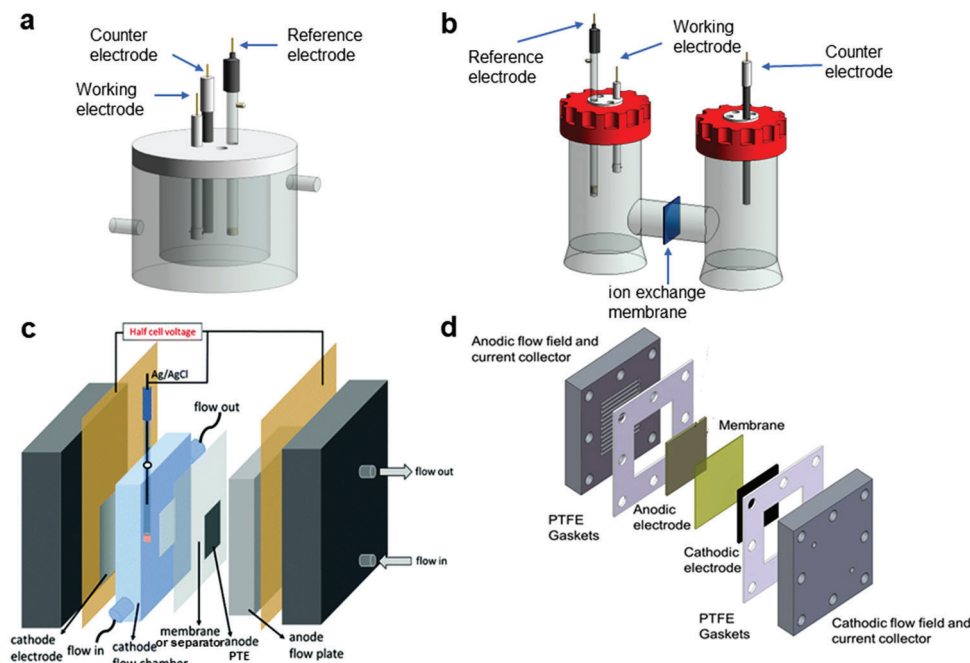 a
Counter
electrode
Reference
electrode
Working
electrode
b
Reference
electrode
Working
electrode
Counter
electrode
ion exchange
membrane
c
Half cell voltage
Ag/AgCl
flow out
flow out
flow in
cathode
electrode
flow in
cathode
flow chamber
membrane
or separator
anode
PTE
anode
flow plate
d
Anodic flow field and
current collector
Membrane
PTFE
Gaskets
Anodic
electrode
Cathodic
electrode
PTFE
Gaskets
Cathodic flow field and
current collector